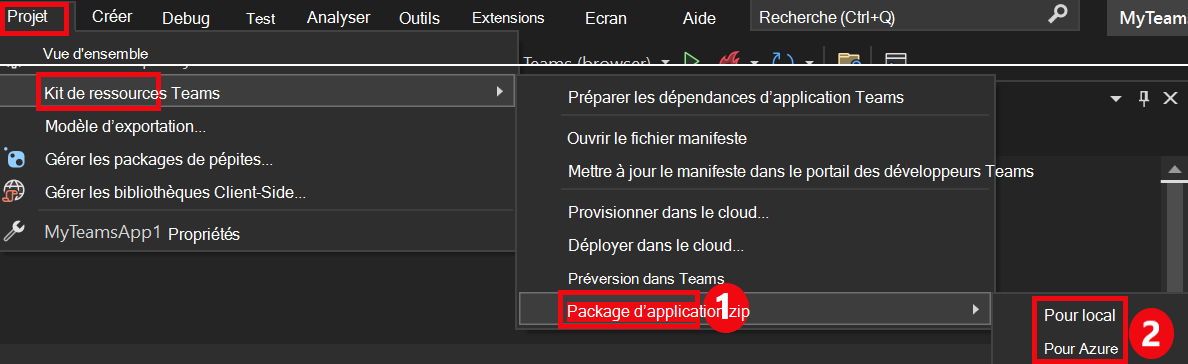 Projet Créer Debug Test Analyser Outils Extensions Ecran Aide Recherche (Ctrl+Q) MyTeams
Vue d'ensemble
Teams (browser)
Kit de ressources Teams
Modèle d'exportation...
Gérer les packages de pépites...
Gérer les bibliothèques Client-Side...
MyTeamsApp1 Propriétés
Préparer les dépendances d'application Teams
Ouvrir le fichier manifeste
Mettre à jour le manifeste dans le portail des développeurs Teams
Provisionner dans le cloud...
Déployer dans le cloud...
Préversion dans Teams
Package d'application zip
1
Pour local
Pour Azure
2